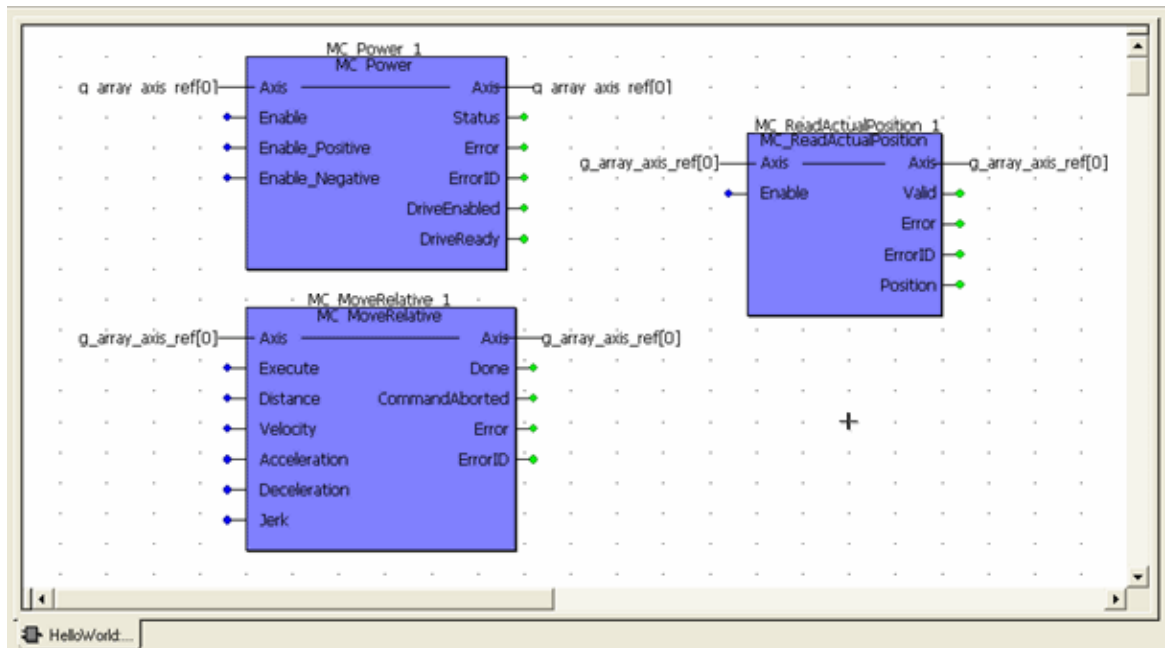 MC_Power_1
MC_Power
g_array_axis_ref[0] Axis Axis g_array_axis_ref[0]
Enable Status
Enable_Positive Error
Enable_Negative ErrorID
DriveEnabled
DriveReady
MC_ReadActualPosition_1
MC_ReadActualPosition
g_array_axis_ref[0] Axis Axis g_array_axis_ref[0]
Enable Valid
Error
ErrorID
Position
MC_MoveRelative_1
MC_MoveRelative
g_array_axis_ref[0] Axis Axis g_array_axis_ref[0]
Execute Done
Distance CommandAborted
Velocity Error
Acceleration ErrorID
Deceleration
Jerk
HelloWorld:...